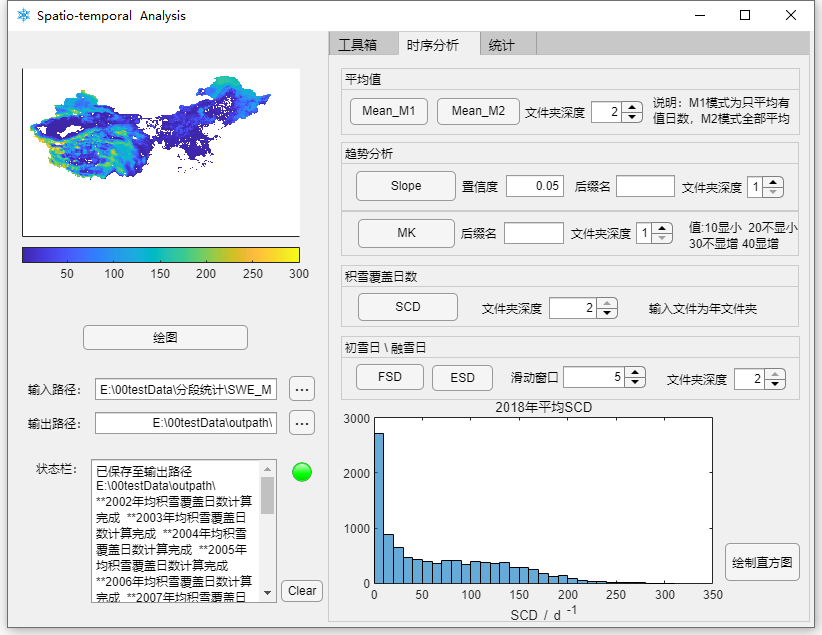 Spatio-temporal Analysis
50 100 150 200 250 300
绘图
输入路径: E:\00testData\分段统计\SWE_M ...
输出路径: E:\00testData\outpath\ ...
状态栏:
已保存至输出路径
E:\00testData\outpath\
**2002年均积雪覆盖日数计算
完成 **2003年均积雪覆盖日
数计算完成 **2004年均积雪
覆盖日数计算完成 **2005年
均积雪覆盖日数计算完成
**2006年均积雪覆盖日数计算
完成 **2007年均积雪覆盖日
Clear
工具箱 时序分析 统计
平均值
Mean_M1 Mean_M2 文件夹深度 2
说明：M1模式为只平均有
值日数，M2模式全部平均
趋势分析
Slope 置信度 0.05 后缀名 文件夹深度 1
MK 后缀名 文件夹深度 1
值:10显小 20不显小
30不显增 40显增
积雪覆盖日数
SCD 文件夹深度 2 输入文件为年文件夹
初雪日 \ 融雪日
FSD ESD 滑动窗口 5 文件夹深度 2
2018年平均SCD
3000
2000
1000
0
0 50 100 150 200 250 300 350
SCD / d -1
绘制直方图